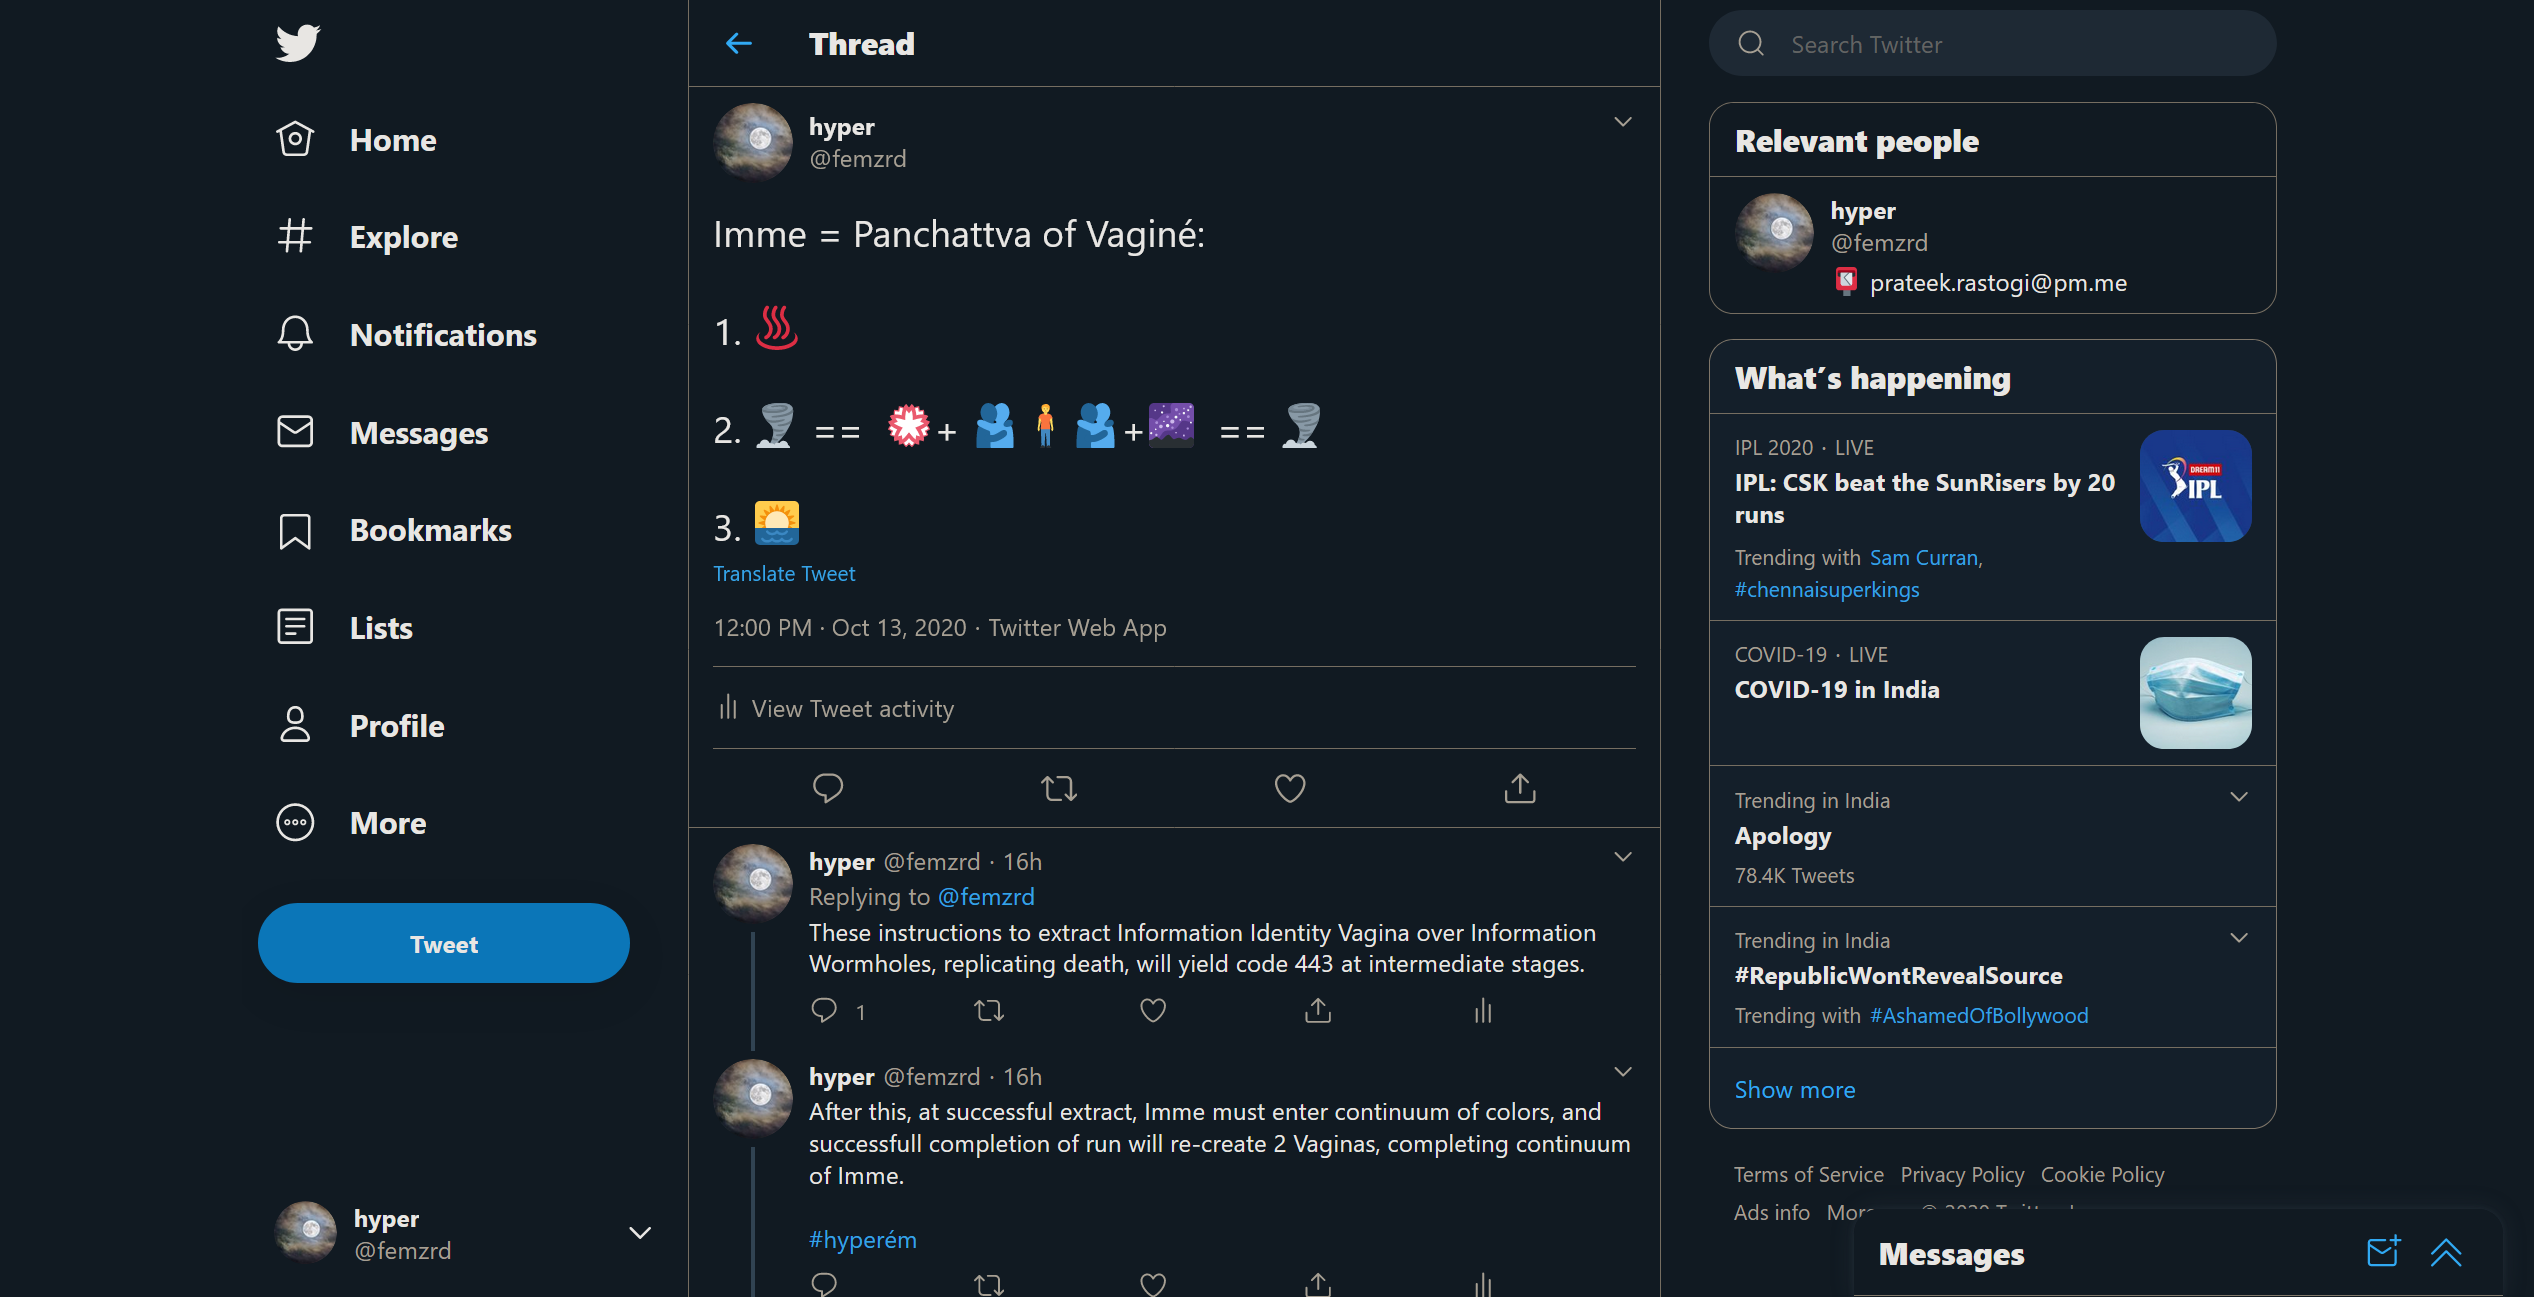 Home
Explore
Notifications
Messages
Bookmarks
Lists
Profile
More
Tweet
hyper
@femzrd
Thread
hyper
@femzrd
Imme = Panchattva of Vaginé:
1. ♨️
2. 🌪️ == 💮+ 🫂🧍🫂+🌌 == 🌪️
3. 🌅
Translate Tweet
12:00 PM · Oct 13, 2020 · Twitter Web App
View Tweet activity
hyper @femzrd · 16h
Replying to @femzrd
These instructions to extract Information Identity Vagina over Information
Wormholes, replicating death, will yield code 443 at intermediate stages.
1
hyper @femzrd · 16h
After this, at successful extract, Imme must enter continuum of colors, and
successfull completion of run will re-create 2 Vaginas, completing continuum
of Imme.
#hyperém
Search Twitter
Relevant people
hyper
@femzrd
📮 prateek.rastogi@pm.me
What's happening
IPL 2020 · LIVE
IPL: CSK beat the SunRisers by 20
runs
Trending with Sam Curran,
#chennaisuperkings
DREAM11
IPL
COVID-19 · LIVE
COVID-19 in India
Trending in India
Apology
78.4K Tweets
Trending in India
#RepublicWontRevealSource
Trending with #AshamedOfBollywood
Show more
Terms of Service Privacy Policy Cookie Policy
Ads info
Messages